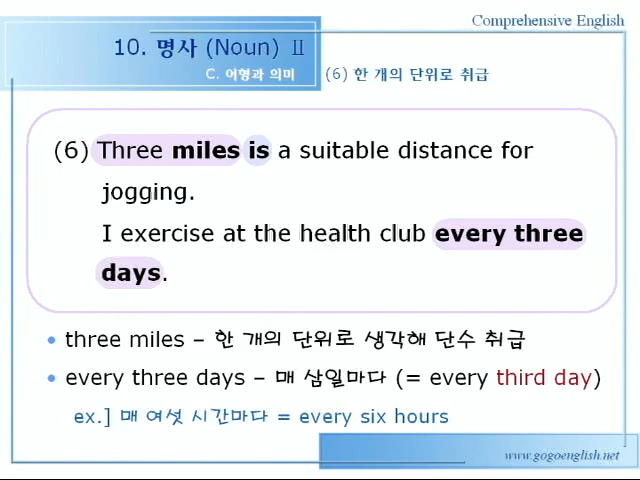 Comprehensive English
10. 명사 (Noun) Ⅱ
C. 어형과 의미
(6) 한 개의 단위로 취급
(6) Three miles is a suitable distance for
jogging.
I exercise at the health club every three
days.
• three miles – 한 개의 단위로 생각해 단수 취급
• every three days – 매 삼일마다 (= every third day)
ex.] 매 여섯 시간마다 = every six hours
www.gogoenglish.net